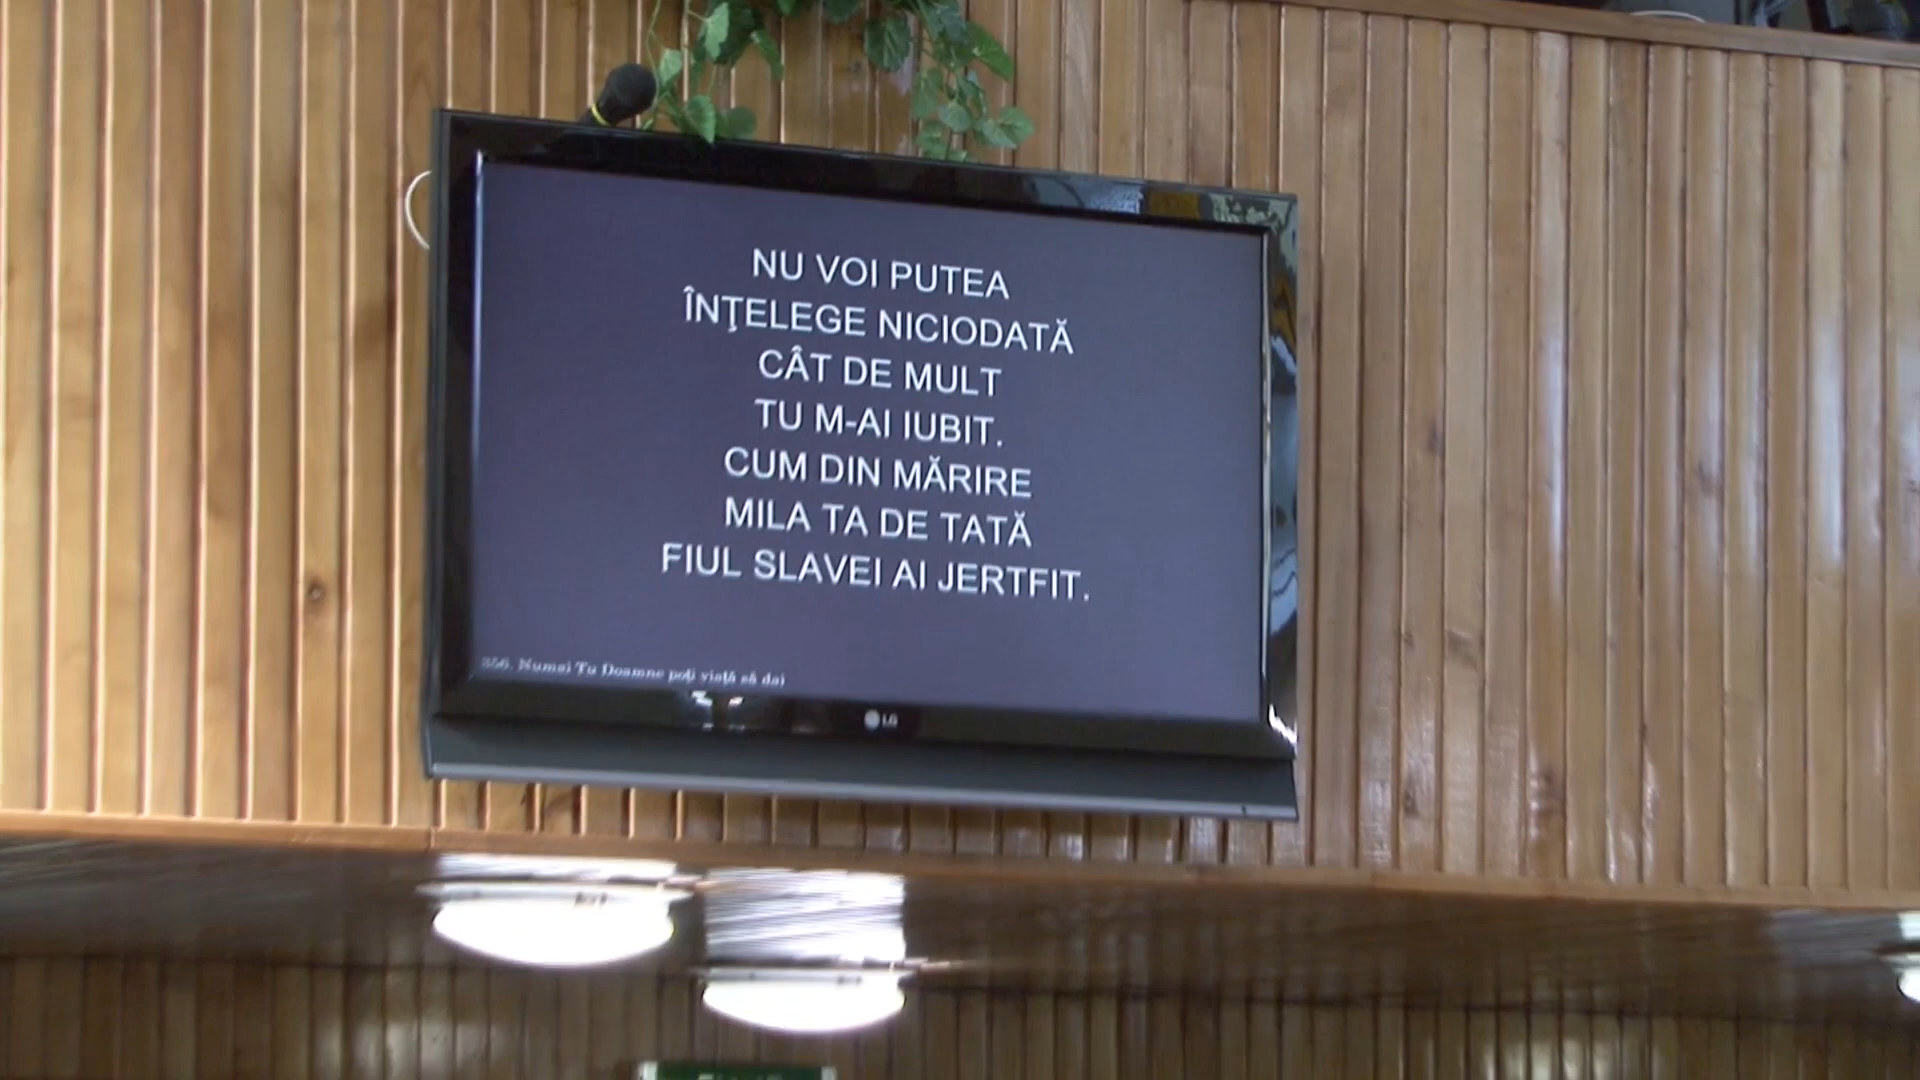 NU VOI PUTEA
ÎNŢELEGE NICIODATĂ
CÂT DE MULT
TU M-AI IUBIT.
CUM DIN MĂRIRE
MILA TA DE TATĂ
FIUL SLAVEI AI JERTFIT.
356. Numai Tu Doamne poţi viaţă să dai
LG